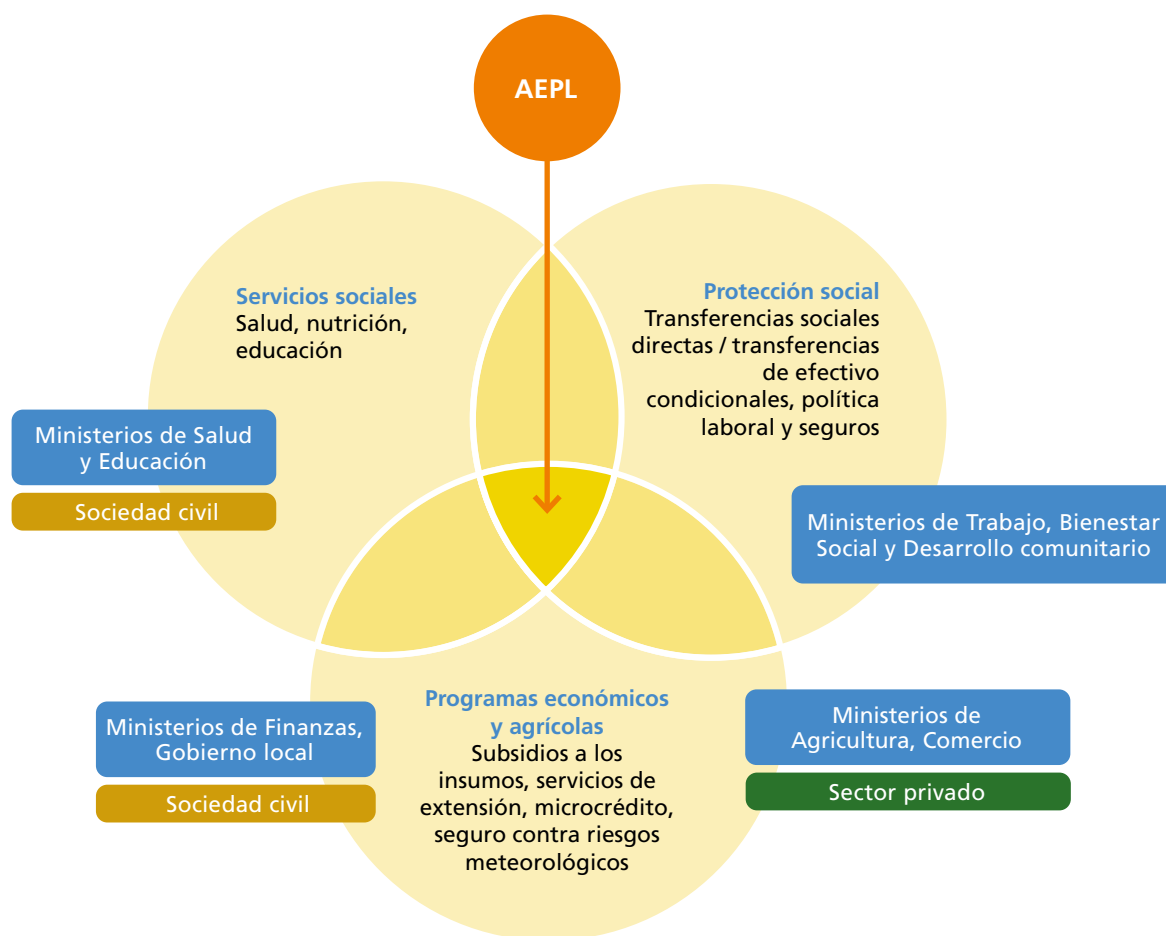 AEPL
Servicios sociales
Salud, nutrición,
educación
Protección social
Transferencias sociales
directas / transferencias
de efectivo
condicionales, política
laboral y seguros
Ministerios de Salud
y Educación
Sociedad civil
Ministerios de Trabajo, Bienestar
Social y Desarrollo comunitario
Programas económicos
y agrícolas
Subsidios a los
insumos, servicios de
extensión, microcrédito,
seguro contra riesgos
meteorológicos
Ministerios de Finanzas,
Gobierno local
Sociedad civil
Ministerios de
Agricultura, Comercio
Sector privado